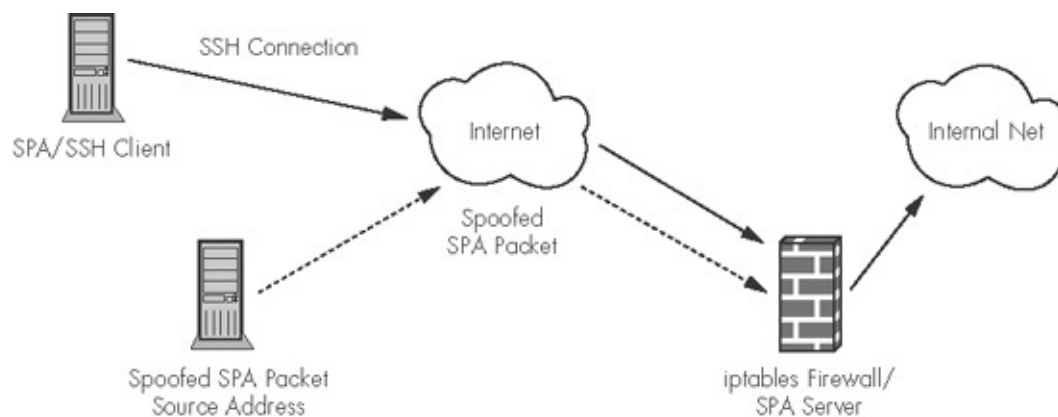 SSH Connection
SPA/SSH Client
Internet
Internal Net
Spoofed
SPA Packet
Spoofed SPA Packet
Source Address
iptables Firewall/
SPA Server